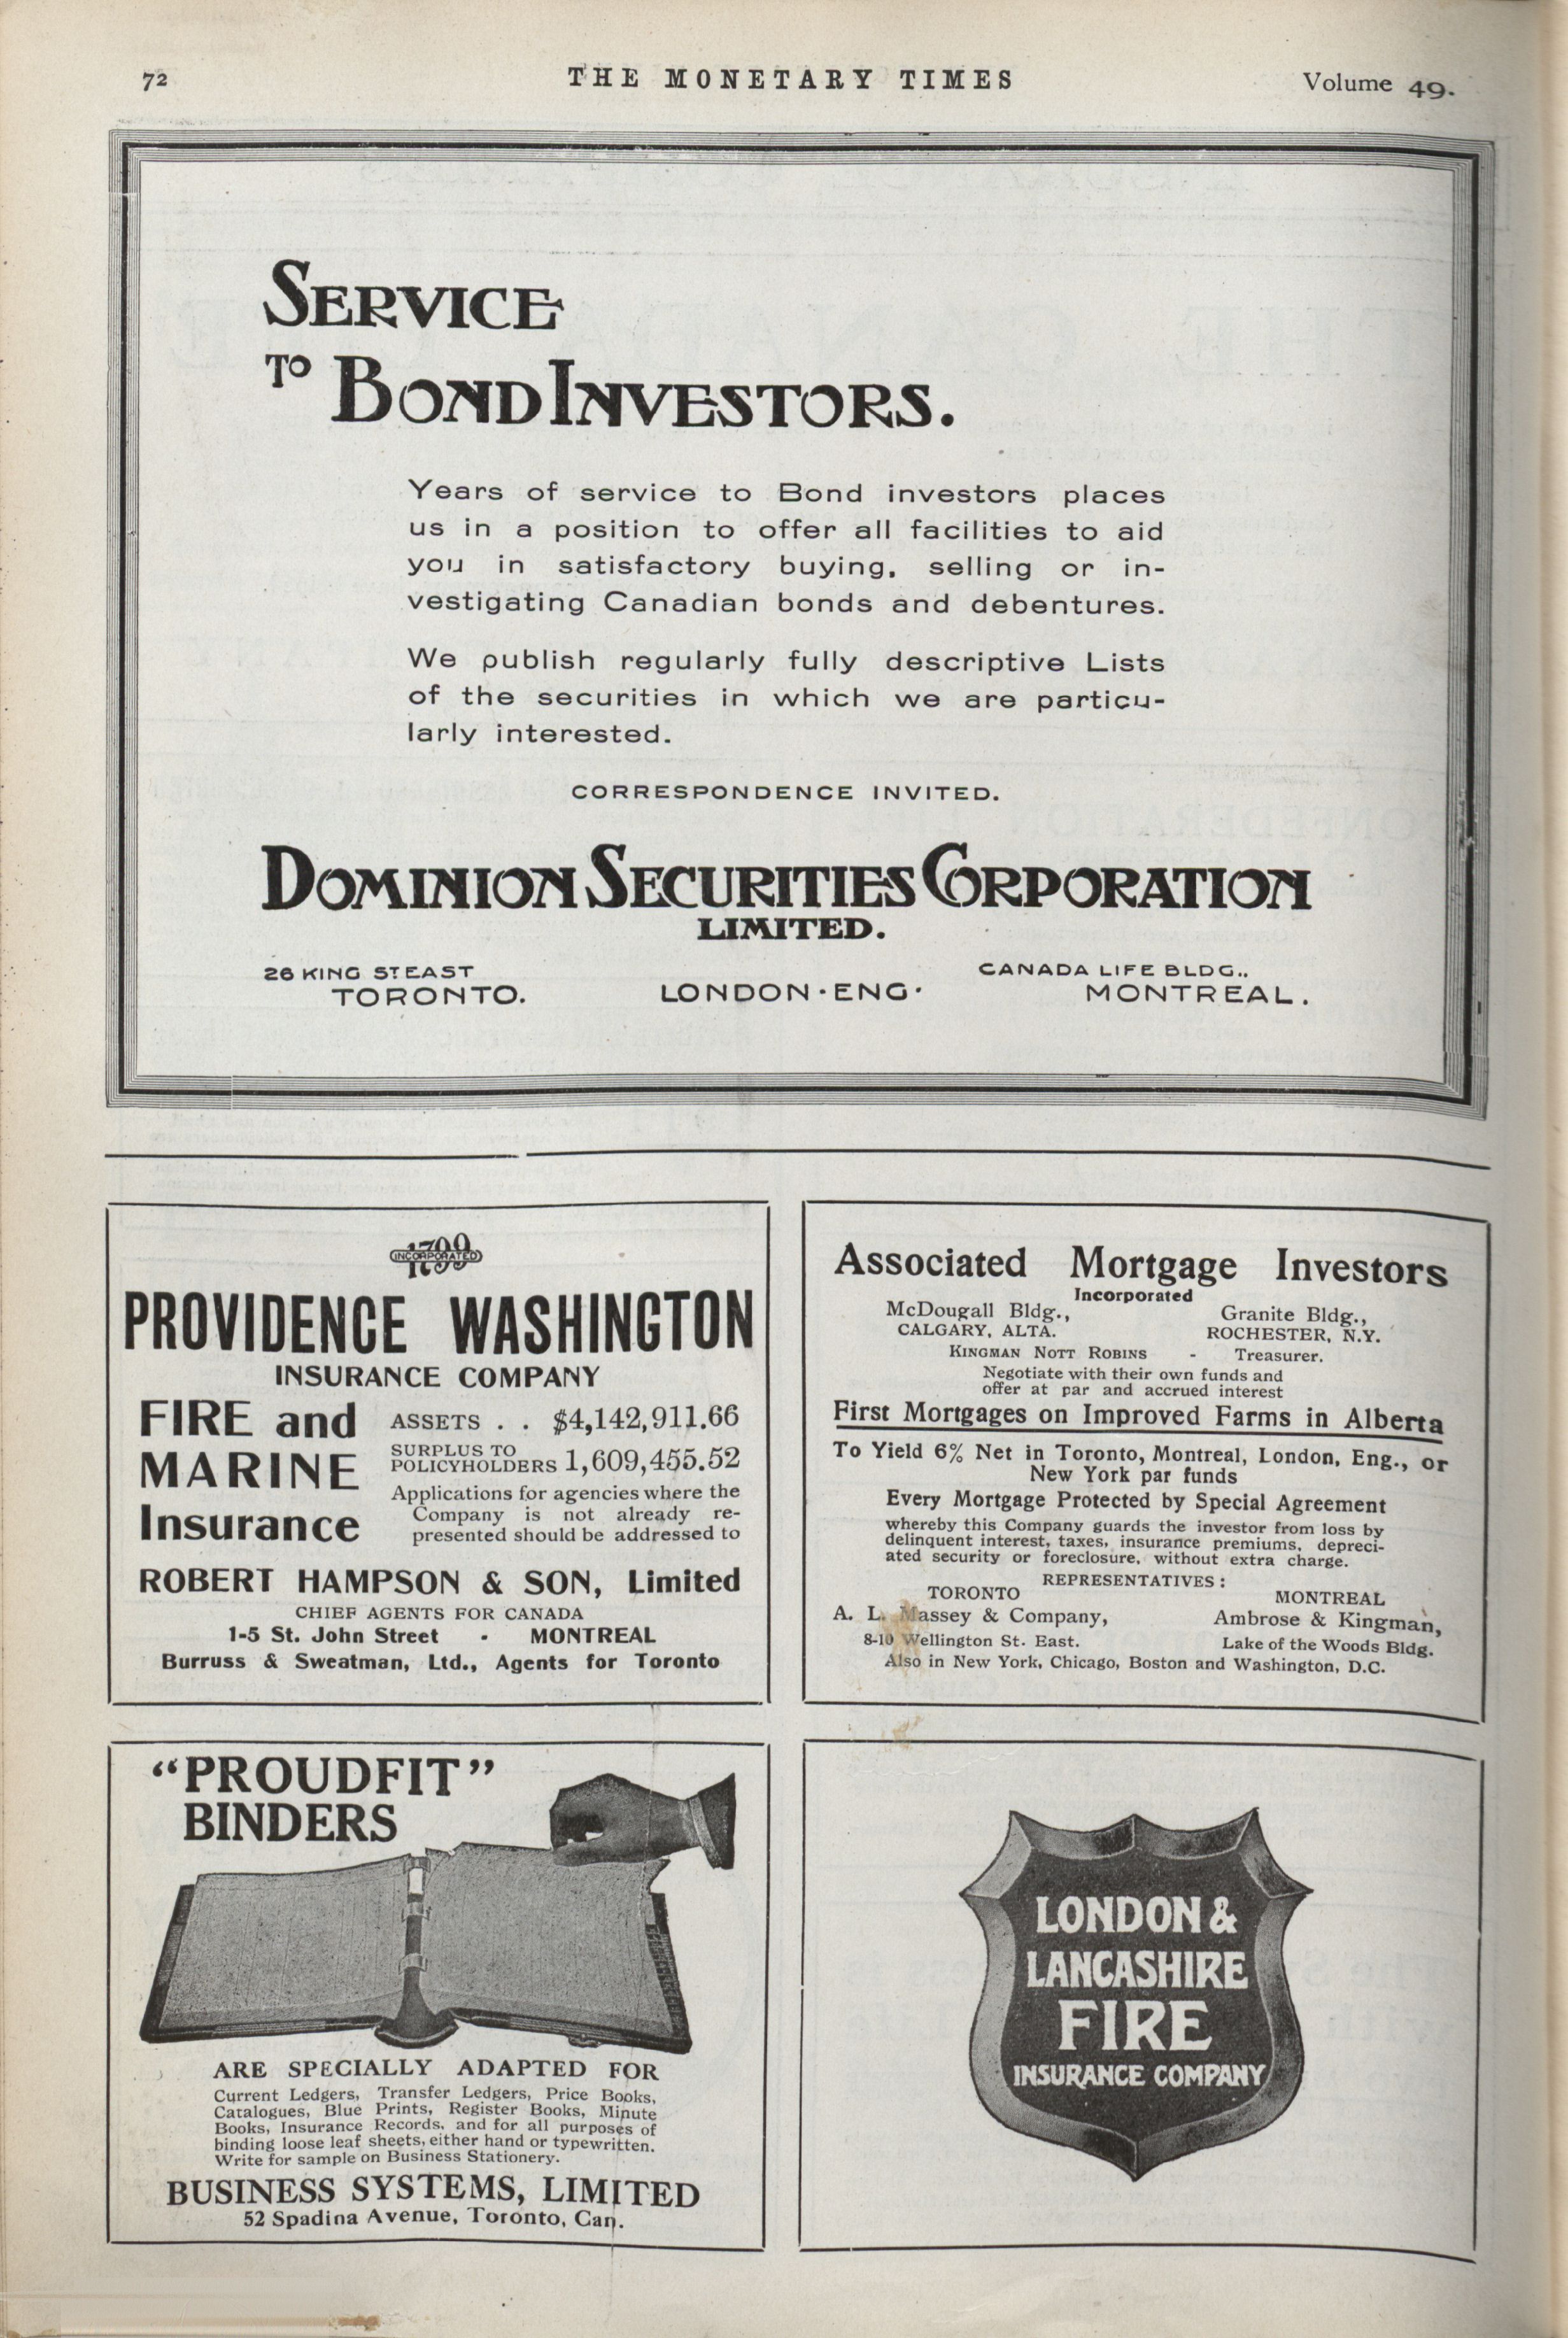 72
THE MONETARY TIMES
Volume 49.
SERVICE
TO BOND INVESTORS.
Years of service to Bond investors places
us in a position to offer all facilities to aid
you in satisfactory buying, selling or in-
vestigating Canadian bonds and debentures.
We publish regularly fully descriptive Lists
of the securities in which we are particu-
larly interested.
CORRESPONDENCE INVITED.
DOMINION SECURITIES CORPORATION
LIMITED.
26 KING ST EAST
TORONTO.
LONDON·ENG·
CANADA LIFE BLDG..
MONTREAL.
1799
INCORPORATED
PROVIDENCE WASHINGTON
INSURANCE COMPANY
FIRE and
MARINE
Insurance
ASSETS . . $4,142,911.66
SURPLUS TO
POLICYHOLDERS 1,609,455.52
Applications for agencies where the
Company is not already re-
presented should be addressed to
ROBERT HAMPSON & SON, Limited
CHIEF AGENTS FOR CANADA
1-5 St. John Street - MONTREAL
Burruss & Sweatman, Ltd., Agents for Toronto
Associated Mortgage Investors
Incorporated
McDougall Bldg.,
CALGARY, ALTA.
Granite Bldg.,
ROCHESTER, N.Y.
KINGMAN NOTT ROBINS - Treasurer.
Negotiate with their own funds and
offer at par and accrued interest
First Mortgages on Improved Farms in Alberta
To Yield 6% Net in Toronto, Montreal, London, Eng., or
New York par funds
Every Mortgage Protected by Special Agreement
whereby this Company guards the investor from loss by
delinquent interest, taxes, insurance premiums, depreci-
ated security or foreclosure, without extra charge.
REPRESENTATIVES:
TORONTO
A. L. Massey & Company,
8-10 Wellington St. East.
MONTREAL
Ambrose & Kingman,
Lake of the Woods Bldg.
Also in New York, Chicago, Boston and Washington, D.C.
"PROUDFIT"
BINDERS
ARE SPECIALLY ADAPTED FOR
Current Ledgers, Transfer Ledgers, Price Books,
Catalogues, Blue Prints, Register Books, Minute
Books, Insurance Records, and for all purposes of
binding loose leaf sheets, either hand or typewritten.
Write for sample on Business Stationery.
BUSINESS SYSTEMS, LIMITED
52 Spadina Avenue, Toronto, Can.
LONDON &
LANCASHIRE
FIRE
INSURANCE COMPANY